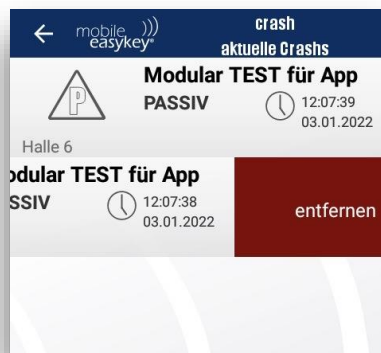 crash
mobile easykey®
aktuelle Crashs
Modular TEST für App
P
PASSIV
12:07:39
03.01.2022
Halle 6
odular TEST für App
SSIV
12:07:38
03.01.2022
entfernen